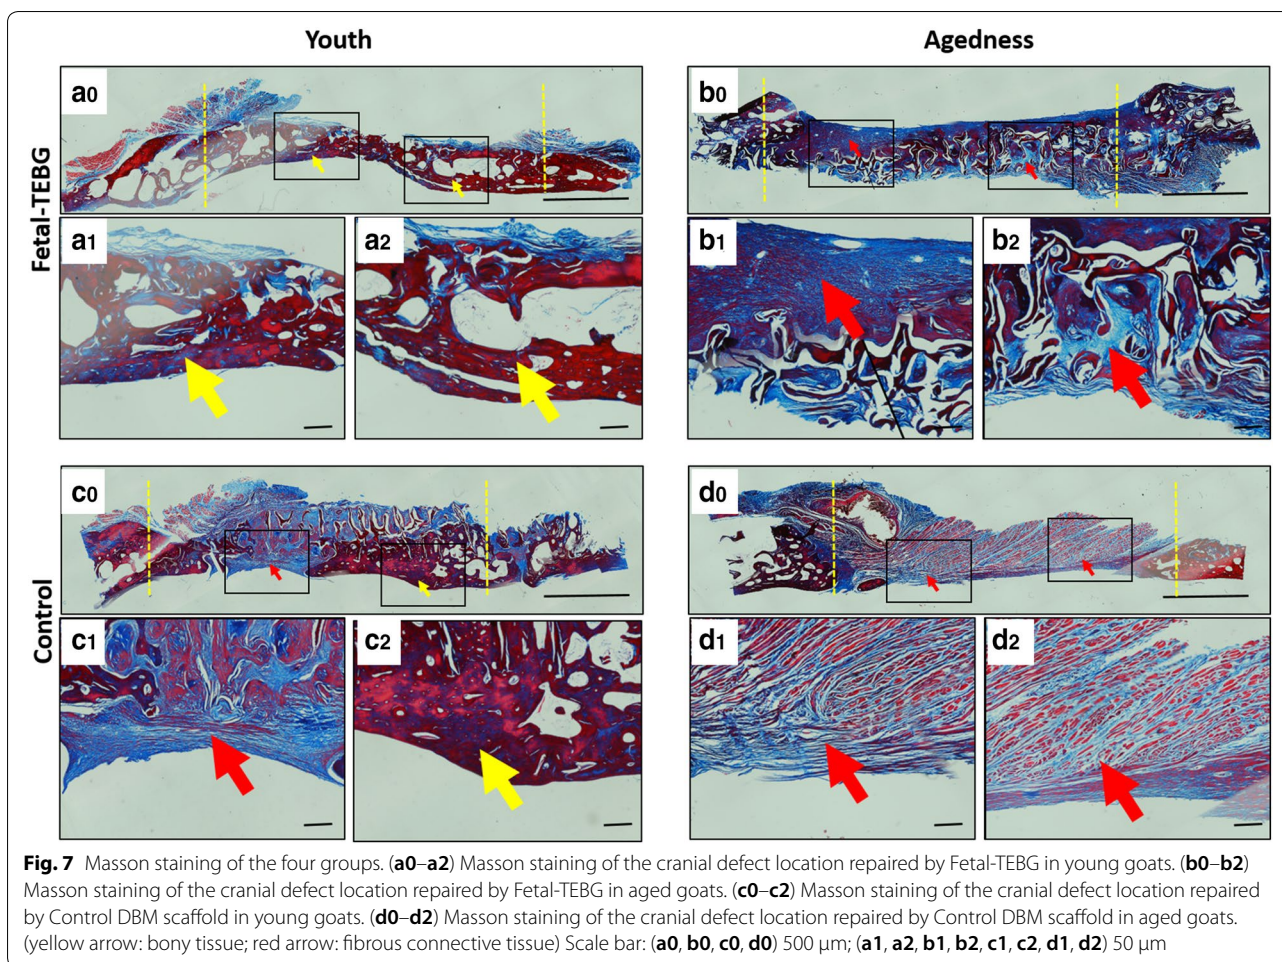 Youth
Agedness
Fetal-TEBG
a0
b0
a1
a2
b1
b2
Control
c0
d0
c1
c2
d1
d2
Fig. 7 Masson staining of the four groups. (a0–a2) Masson staining of the cranial defect location repaired by Fetal-TEBG in young goats. (b0–b2)
Masson staining of the cranial defect location repaired by Fetal-TEBG in aged goats. (c0–c2) Masson staining of the cranial defect location repaired
by Control DBM scaffold in young goats. (d0–d2) Masson staining of the cranial defect location repaired by Control DBM scaffold in aged goats.
(yellow arrow: bony tissue; red arrow: fibrous connective tissue) Scale bar: (a0, b0, c0, d0) 500 µm; (a1, a2, b1, b2, c1, c2, d1, d2) 50 µm